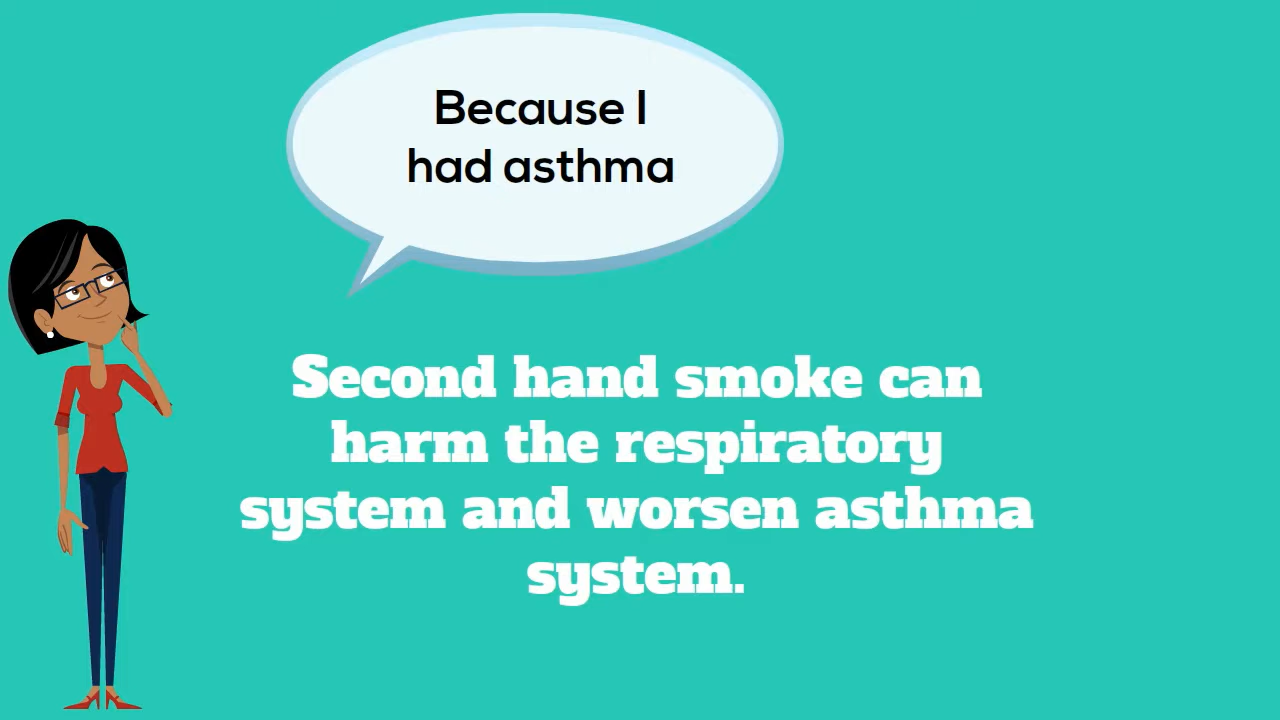 Because I
had asthma
Second hand smoke can
harm the respiratory
system and worsen asthma
system.